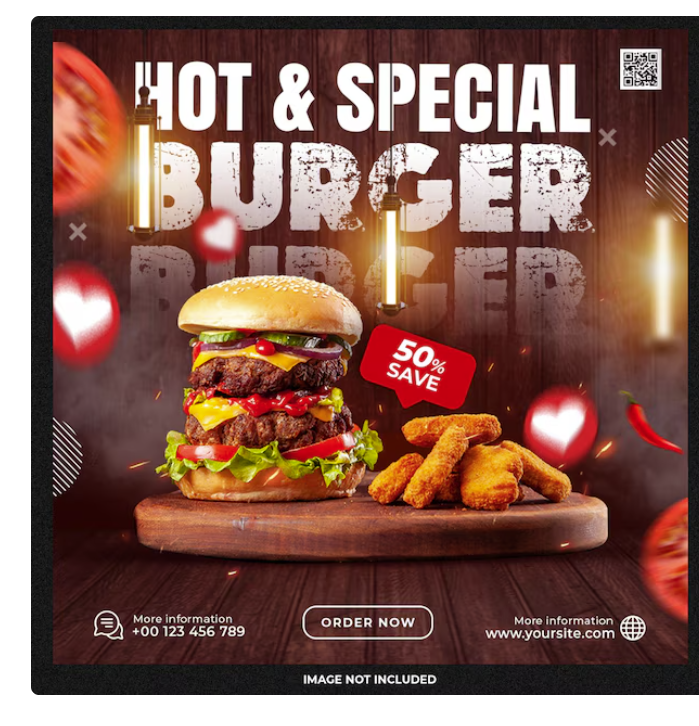 HOT & SPECIAL
BURGER
BURGER
50%
SAVE
More information
+00 123 456 789
ORDER NOW
More information
www.yoursite.com
IMAGE NOT INCLUDED